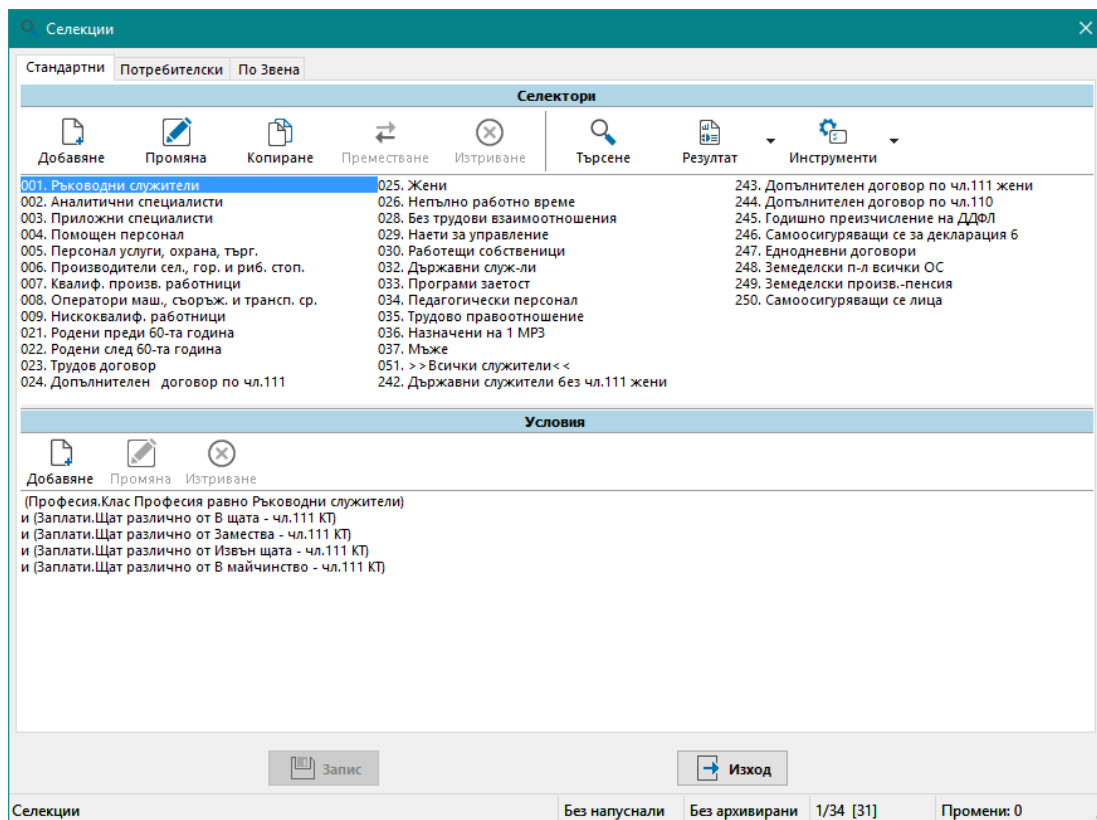 Селекции
Стандартни Потребителски По Звена
Селектори
Добавяне Промяна Копиране Преместване Изтриване Търсене Резултат Инструменти
001. Ръководни служители
002. Аналитични специалисти
003. Приложни специалисти
004. Помощен персонал
005. Персонал услуги, охрана, търг.
006. Производители сел., гор. и риб. стоп.
007. Квалиф. произв. работници
008. Оператори маш., съоръж. и трансп. ср.
009. Нискоквалиф. работници
021. Родени преди 60-та година
022. Родени след 60-та година
023. Трудов договор
024. Допълнителен договор по чл.111
025. Жени
026. Непълно работно време
028. Без трудови взаимоотношения
029. Наети за управление
030. Работещи собственици
032. Държавни служ-ли
033. Програми заетост
034. Педагогически персонал
035. Трудово правоотношение
036. Назначени на 1 МРЗ
037. Мъже
051. >>Всички служители<<
242. Държавни служители без чл.111 жени
243. Допълнителен договор по чл.111 жени
244. Допълнителен договор по чл.110
245. Годишно преизчисление на ДДФЛ
246. Самоосигуряващи се за декларация 6
247. Еднодневни договори
248. Земеделски п-л всички ОС
249. Земеделски произв.-пенсия
250. Самоосигуряващи се лица
Условия
Добавяне Промяна Изтриване
(Професия.Клас Професия равно Ръководни служители)
и (Заплати.Щат различно от В щата - чл.111 КТ)
и (Заплати.Щат различно от Замества - чл.111 КТ)
и (Заплати.Щат различно от Извън щата - чл.111 КТ)
и (Заплати.Щат различно от В майчинство - чл.111 КТ)
Запис Изход
Селекции Без напуснали Без архивирани 1/34 [31] Промени: 0